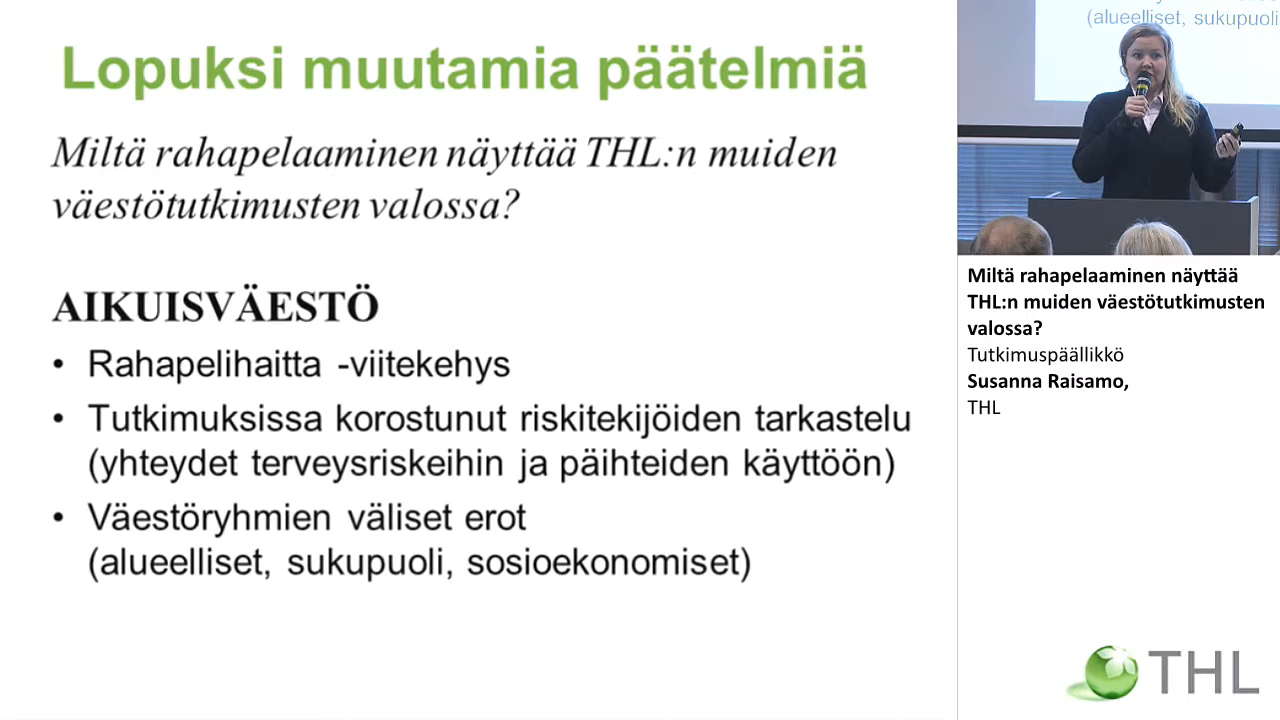 Lopuksi muutamia päätelmiä
Miltä rahapelaaminen näyttää THL:n muiden
väestötutkimusten valossa?
AIKUISVÄESTÖ
• Rahapelihaitta -viitekehys
• Tutkimuksissa korostunut riskitekijöiden tarkastelu
(yhteydet terveysriskeihin ja päihteiden käyttöön)
• Väestöryhmien väliset erot
(alueelliset, sukupuoli, sosioekonomiset)
(alueelliset, sukupuoli
Miltä rahapelaaminen näyttää
THL:n muiden väestötutkimusten
valossa?
Tutkimuspäällikkö
Susanna Raisamo,
THL
THL